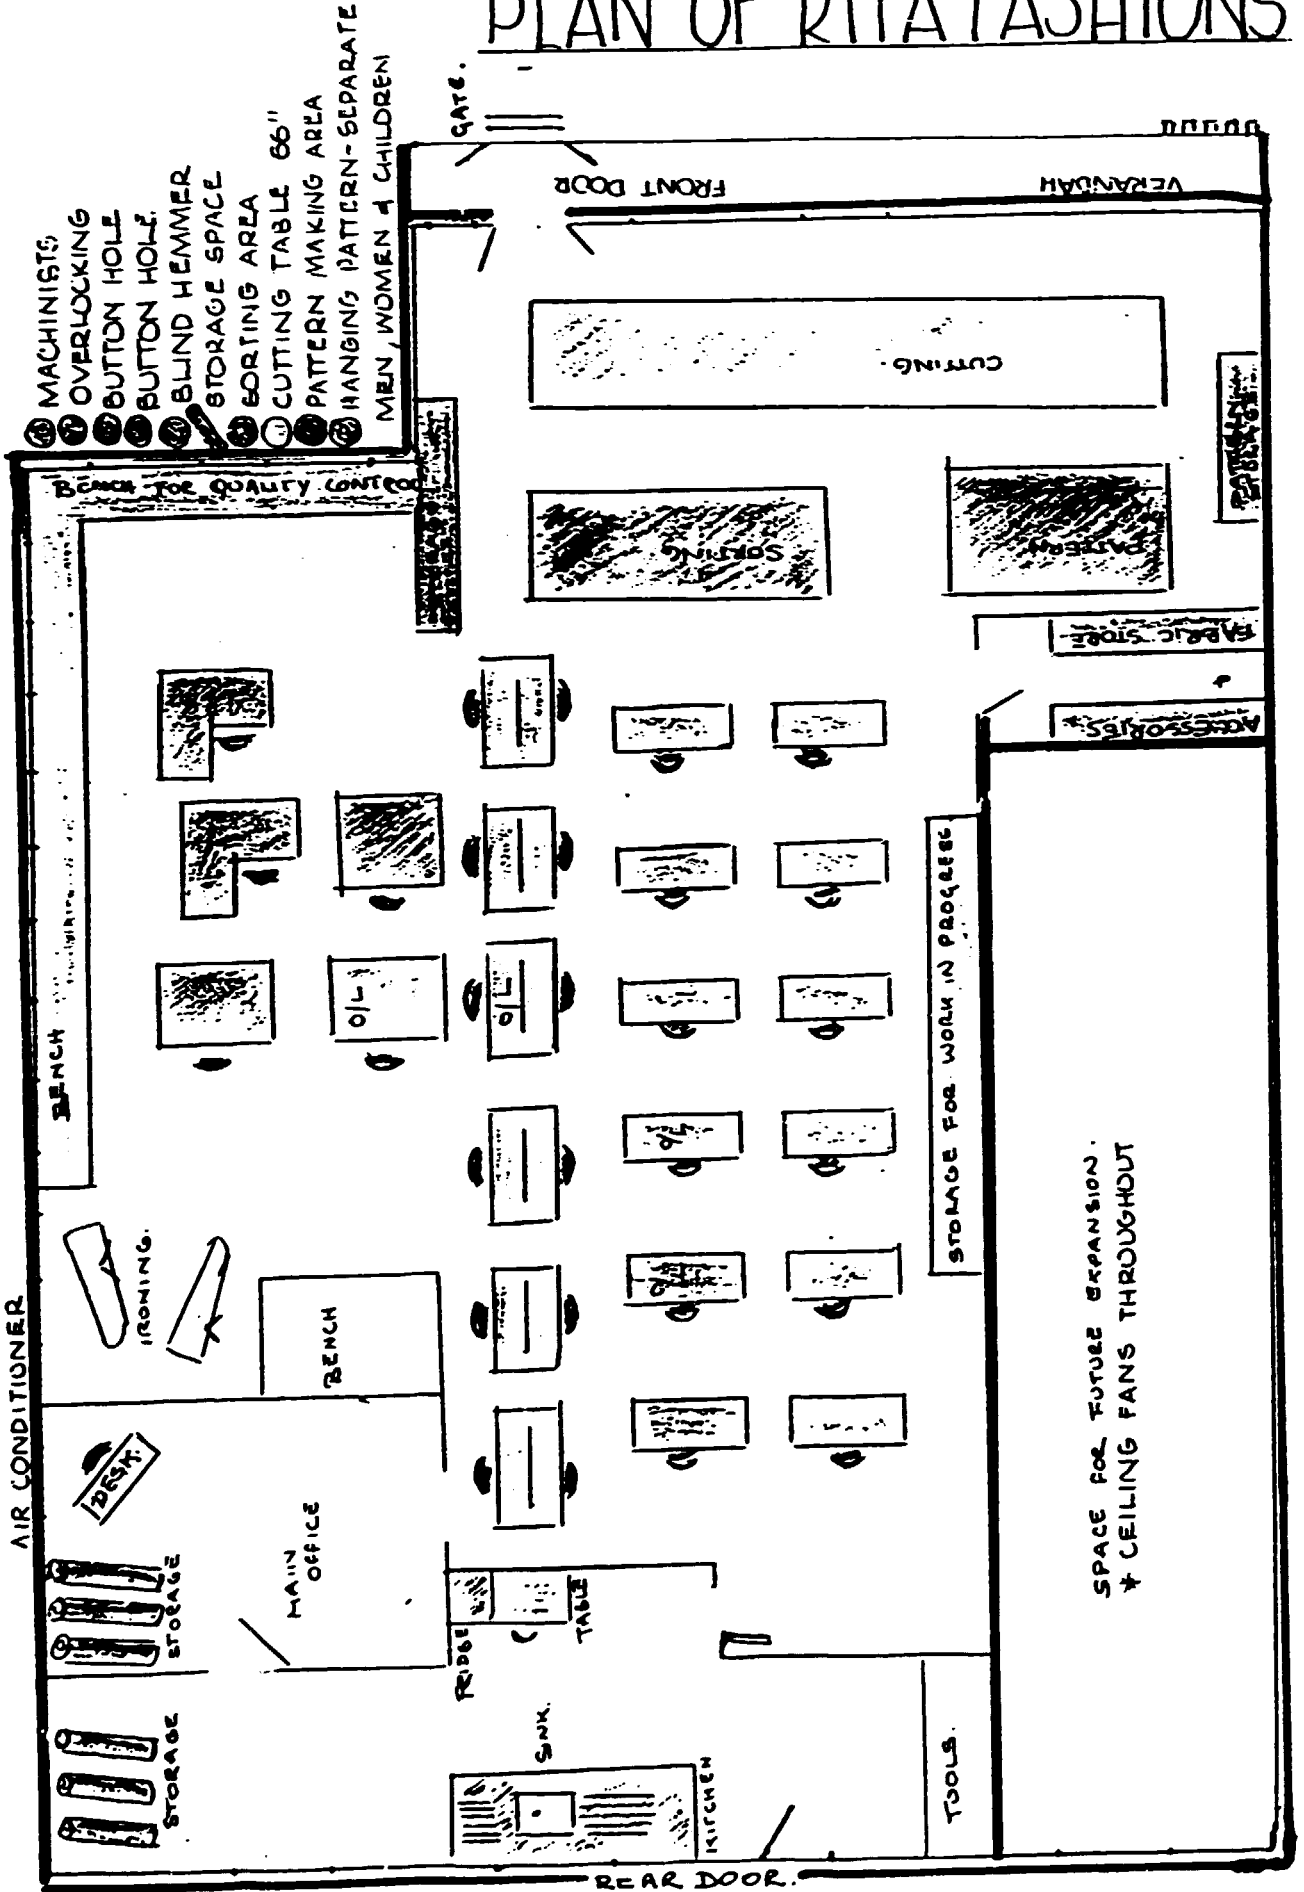 PLAN OF RITA FASHIONS
MACHINISTS
OVERLOCKING
BUTTON HOLE
BUTTON HOLE
BLIND HEMMER
STORAGE SPACE
SORTING AREA
CUTTING TABLE 66"
PATTERN MAKING AREA
HANGING PATTERN-SEPARATE
MEN, WOMEN & CHILDREN
GATE.
FRONT DOOR
VERANDAH
CUTTING
PATTERN
BENCH FOR QUALITY CONTROL
SORTING
PATTERN
FABRIC STORE
ACCESSORIES
BENCH
O/L
O/L
O/L
STORAGE FOR WORK IN PROGRESS
AIR CONDITIONER
IRONING.
BENCH
DESK.
MAIN
OFFICE
STORAGE
STORAGE
FRIDGE
TABLE
SINK.
KITCHEN
TOOLS.
REAR DOOR.
SPACE FOR FUTURE EXPANSION.
* CEILING FANS THROUGHOUT